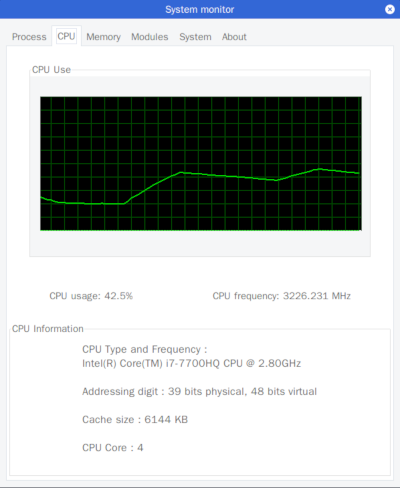 System monitor
Process CPU Memory Modules System About
CPU Use
CPU usage: 42.5% CPU frequency: 3226.231 MHz
CPU Information
CPU Type and Frequency :
Intel(R) Core(TM) i7-7700HQ CPU @ 2.80GHz
Addressing digit : 39 bits physical, 48 bits virtual
Cache size : 6144 KB
CPU Core : 4